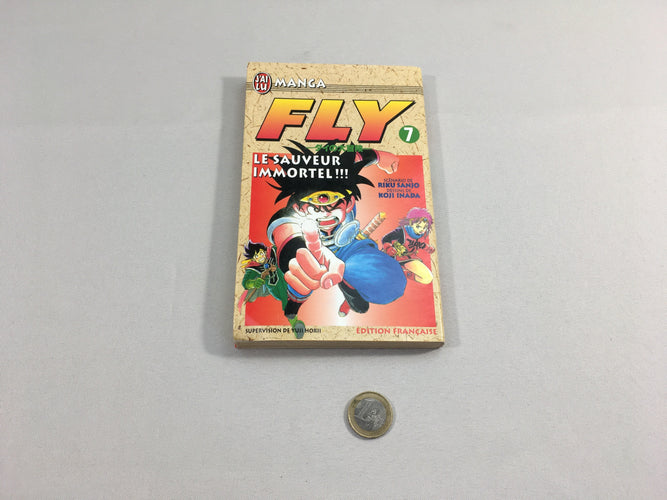 J'AI LU
MANGA
FLY
7
LE SAUVEUR
IMMORTEL !!!
SCÉNARIO DE
RIKU SANJO
DESSINS DE
KOJI INADA
SUPERVISION DE YUJI HORII
ÉDITION FRANÇAISE